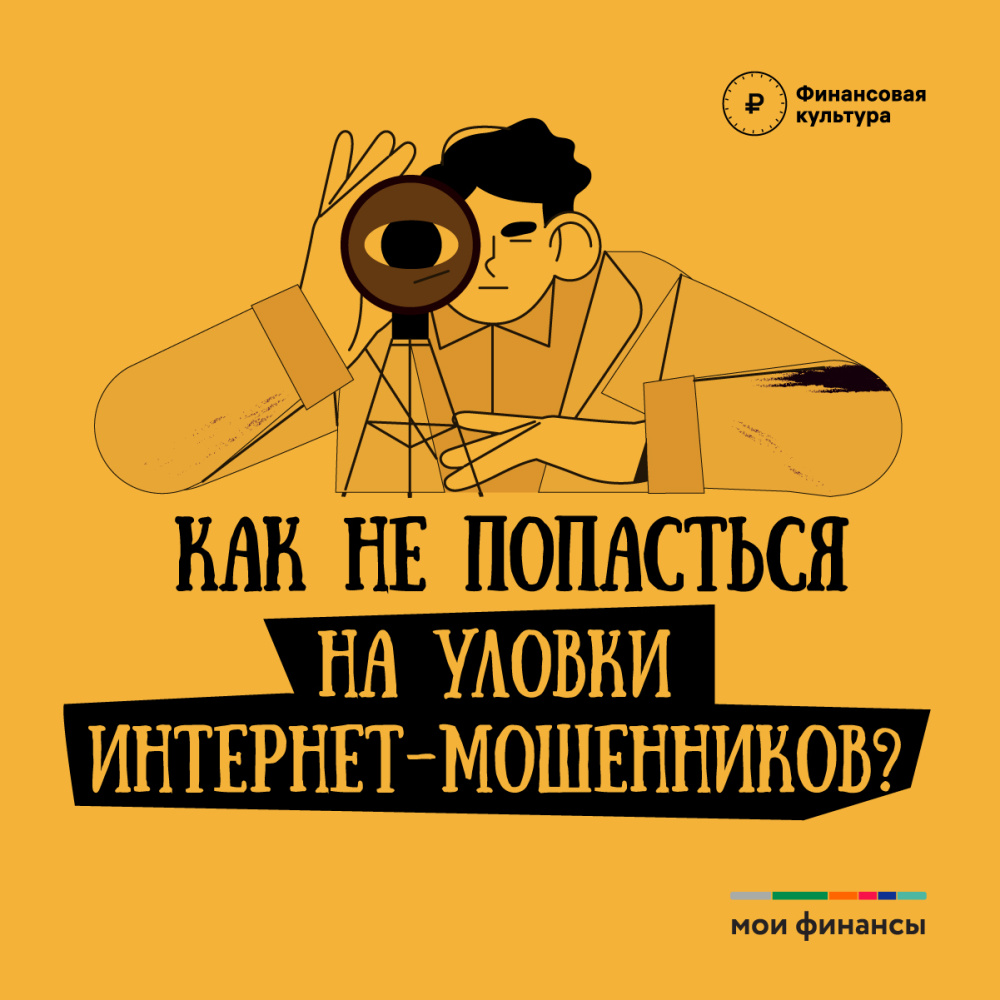 ₽
Финансовая
культура
КАК НЕ ПОПАСТЬСЯ
НА УЛОВКИ
ИНТЕРНЕТ-МОШЕННИКОВ?
мои финансы